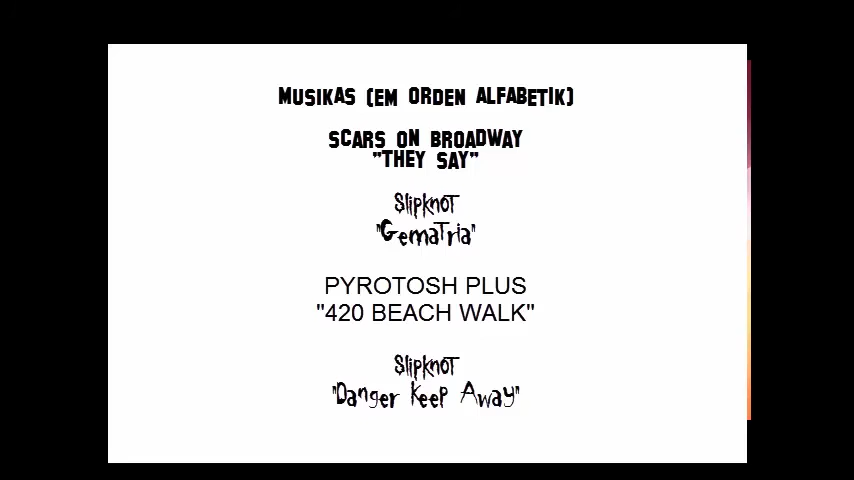 MUSIKAS (EM ORDEN ALFABETIK)
SCARS ON BROADWAY
"THEY SAY"
Slipknot
"Gematria"
PYROTOSH PLUS
"420 BEACH WALK"
Slipknot
"Danger Keep Away"